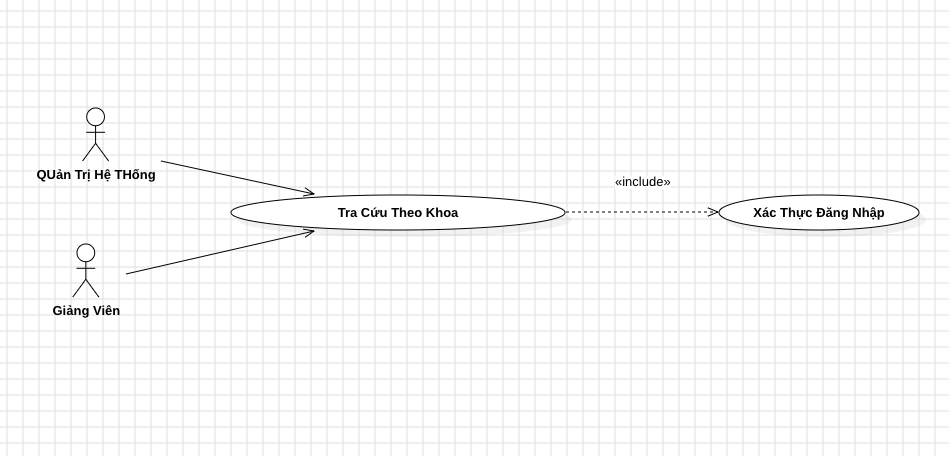 QUản Trị Hệ THống
«include»
Tra Cứu Theo Khoa
Xác Thực Đăng Nhập
Giảng Viên